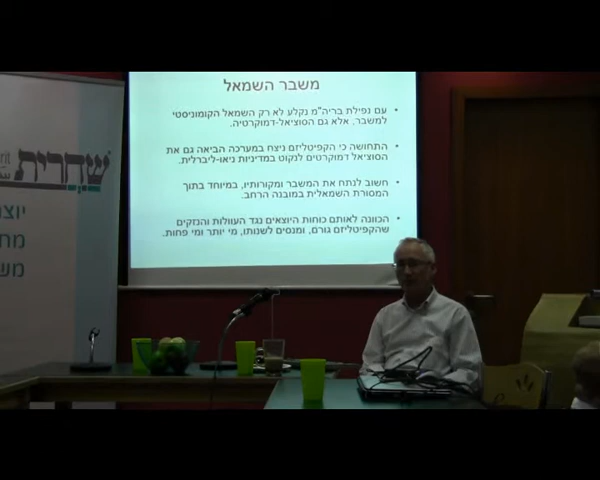 משבר השמאל
• עם נפילת בריה"מ נקלע לא רק השמאל הקומוניסטי
למשבר, אלא גם הסוציאל-דמוקרטיה.
• התחושה כי הקפיטליזם ניצח במערכה הביאה גם את
הסוציאל דמוקרטים לנקוט במדיניות ניאו-ליברלית.
• חשוב לנתח את המשבר ומקורותיו, במיוחד בתוך
המסורת השמאלית במובנה הרחב.
• הכוונה לאותם כוחות היוצאים נגד העוולות והנזקים
שהקפיטליזם גורם, ומנסים לשנותו, מי יותר ומי פחות.
rit
שחרית
יוצ
מח
מש